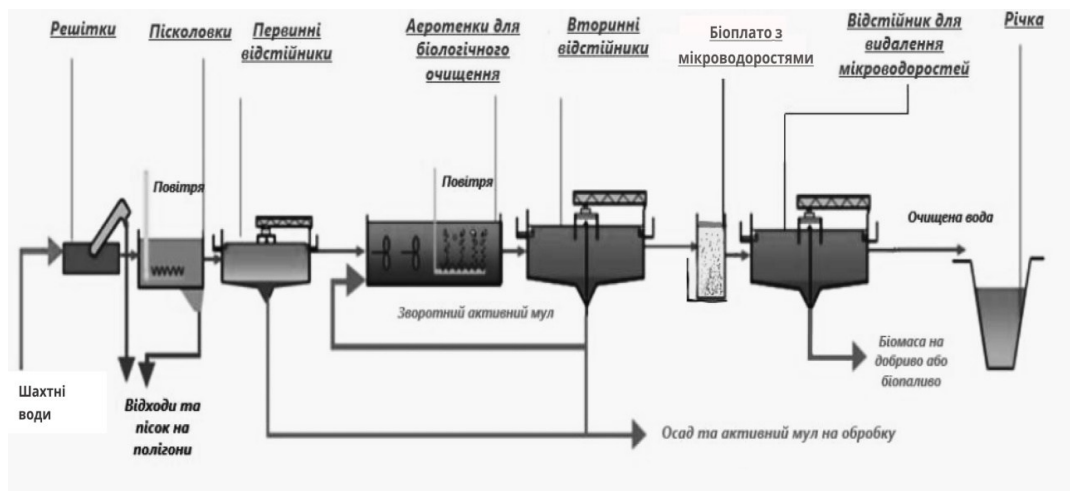 Решітки
Пісколовки
Первинні
відстійники
Аеротенки для
біологічного
очищення
Вторинні
відстійники
Біоплато з
мікроводоростями
Відстійник для
видалення
мікроводоростей
Річка
Повітря
Повітря
Очищена вода
Зворотний активний мул
Біомаса на
добриво або
біопаливо
Шахтні
води
Відходи та
пісок на
полігони
Осад та активний мул на обробку